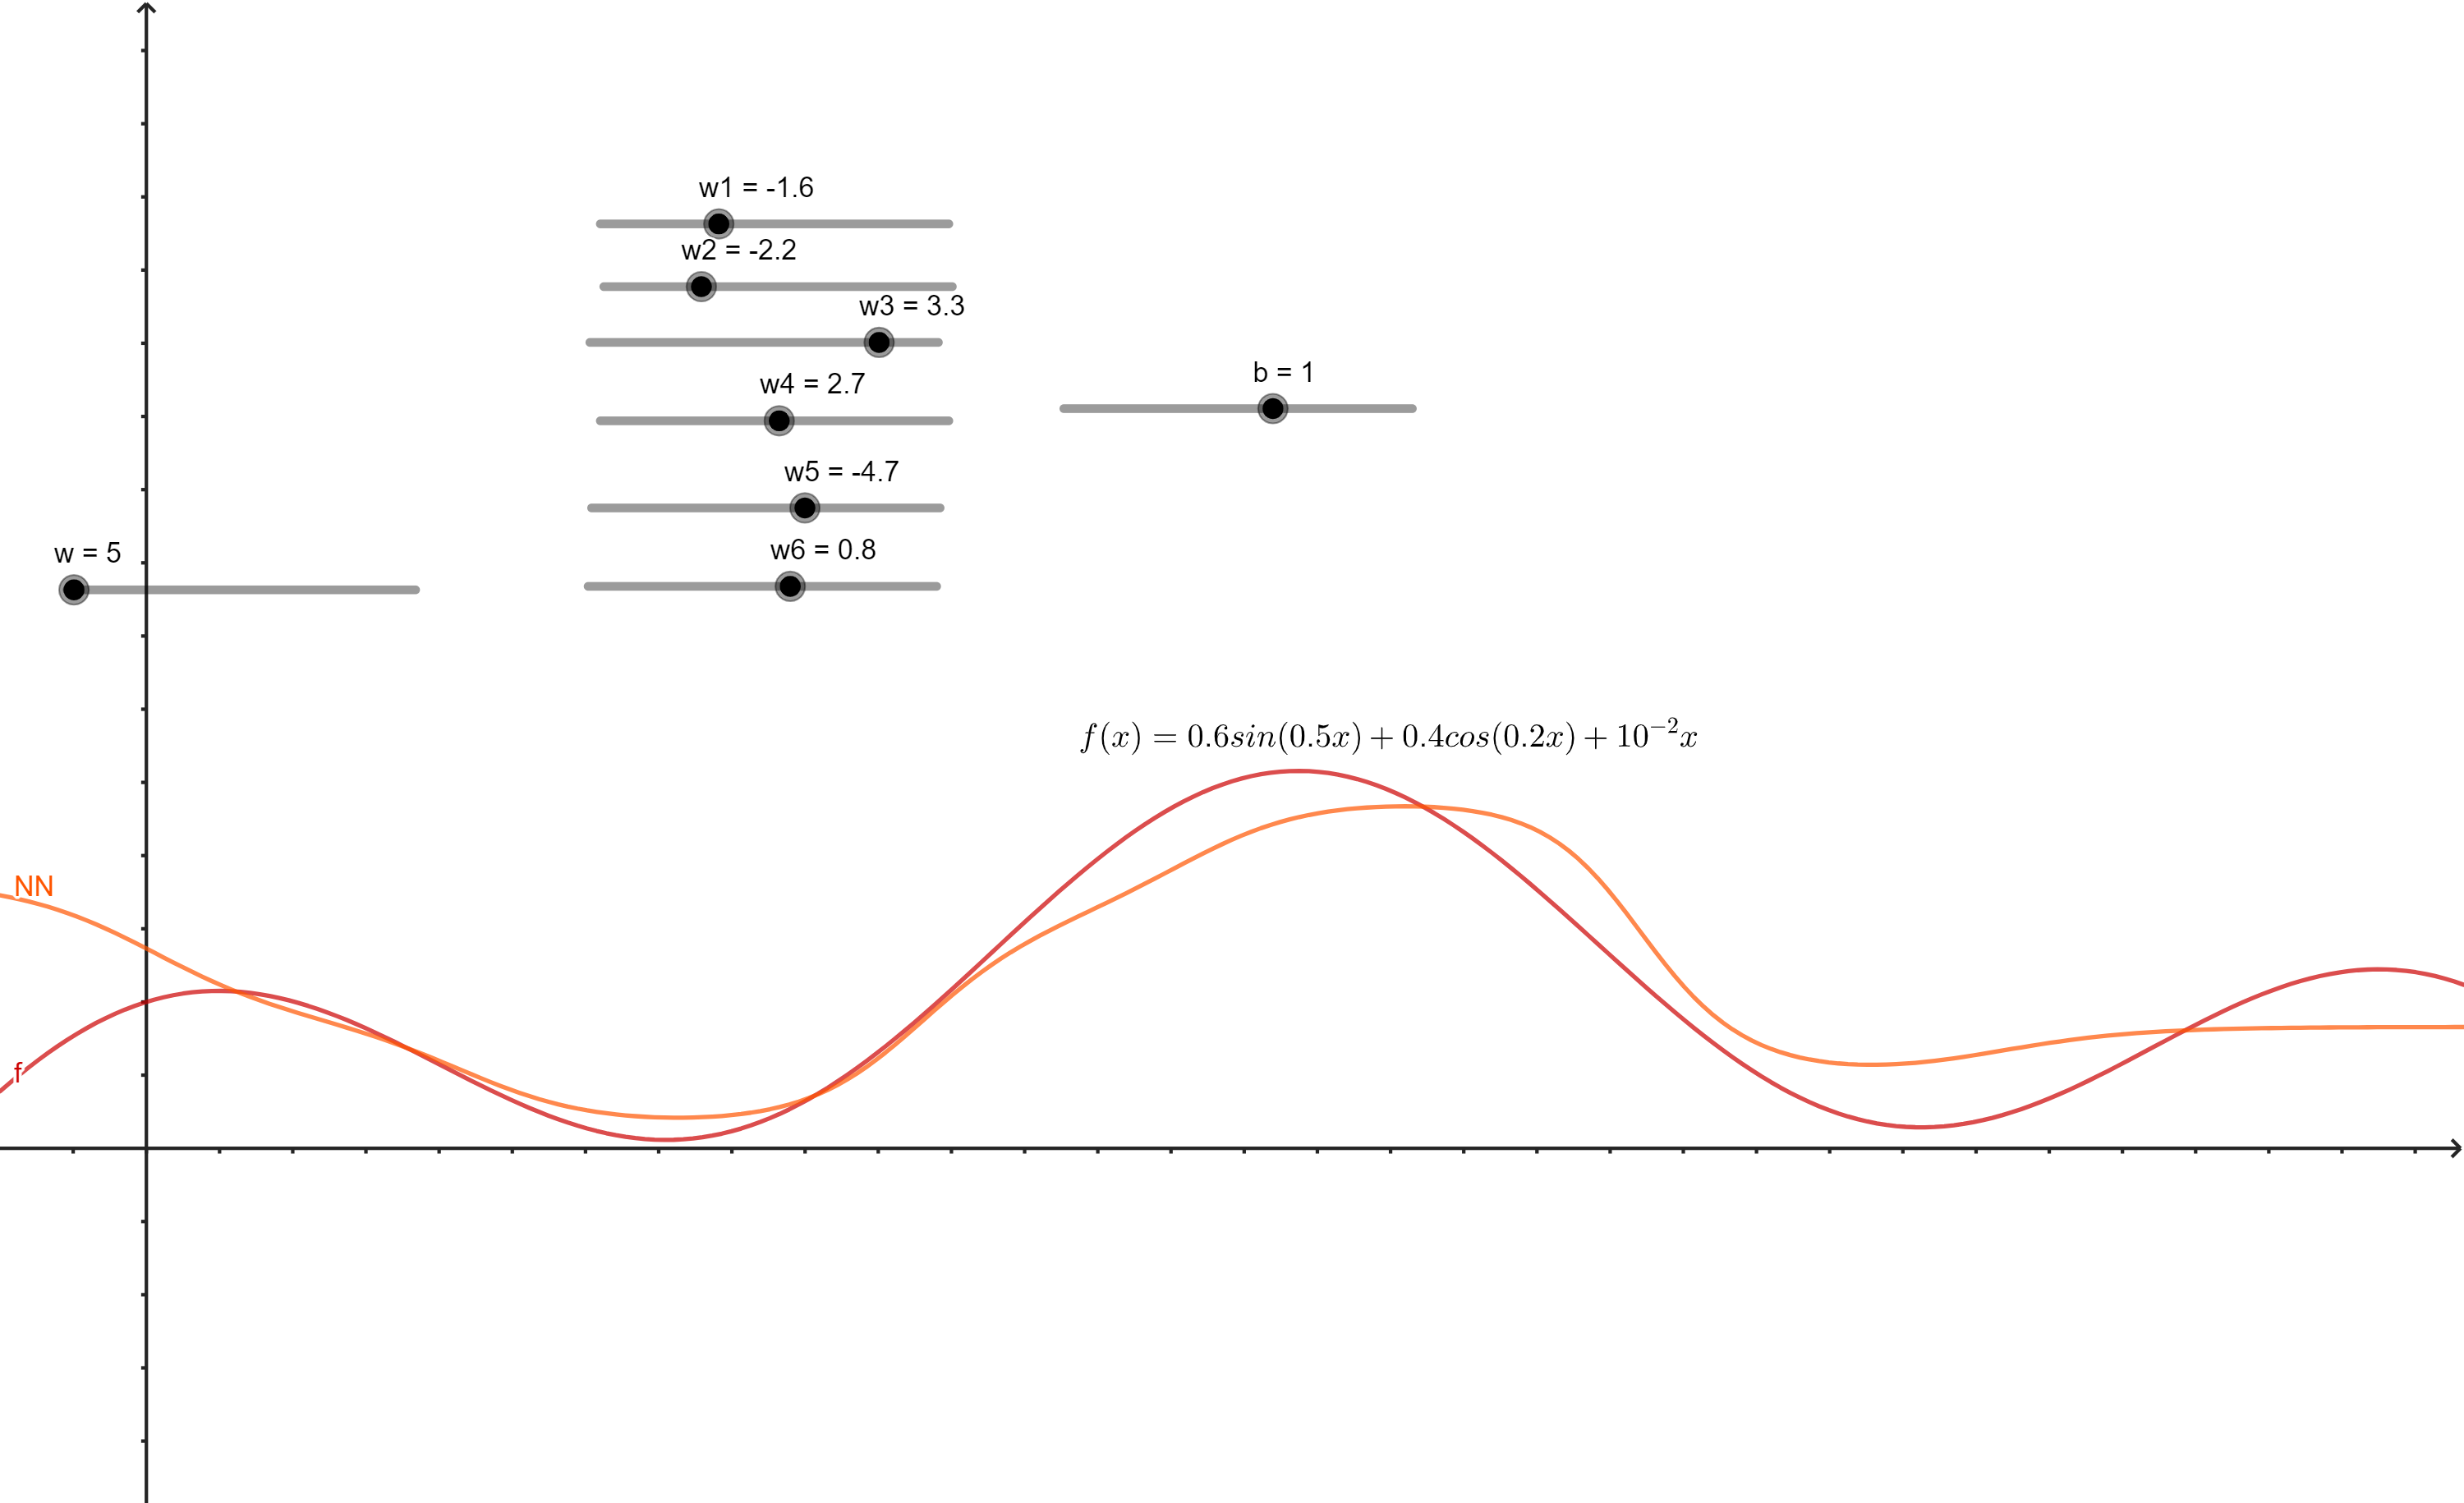 w1 = -1.6
w2 = -2.2
w3 = 3.3
b = 1
w4 = 2.7
w5 = -4.7
w = 5
w6 = 0.8
f(x) = 0.6sin(0.5x) + 0.4cos(0.2x) + 10⁻²x
NN
f